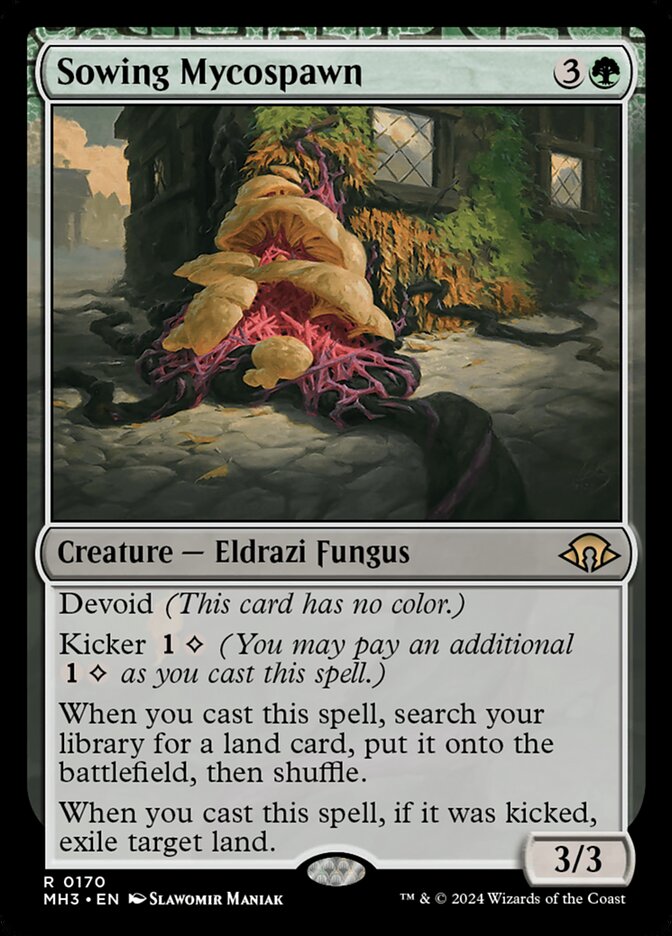 Sowing Mycospawn 3
Creature — Eldrazi Fungus
Devoid (This card has no color.)
Kicker 1 (You may pay an additional
1 as you cast this spell.)
When you cast this spell, search your
library for a land card, put it onto the
battlefield, then shuffle.
When you cast this spell, if it was kicked,
exile target land.
3/3
R 0170
MH3 • EN SLAWOMIR MANIAK
™ & © 2024 Wizards of the Coast